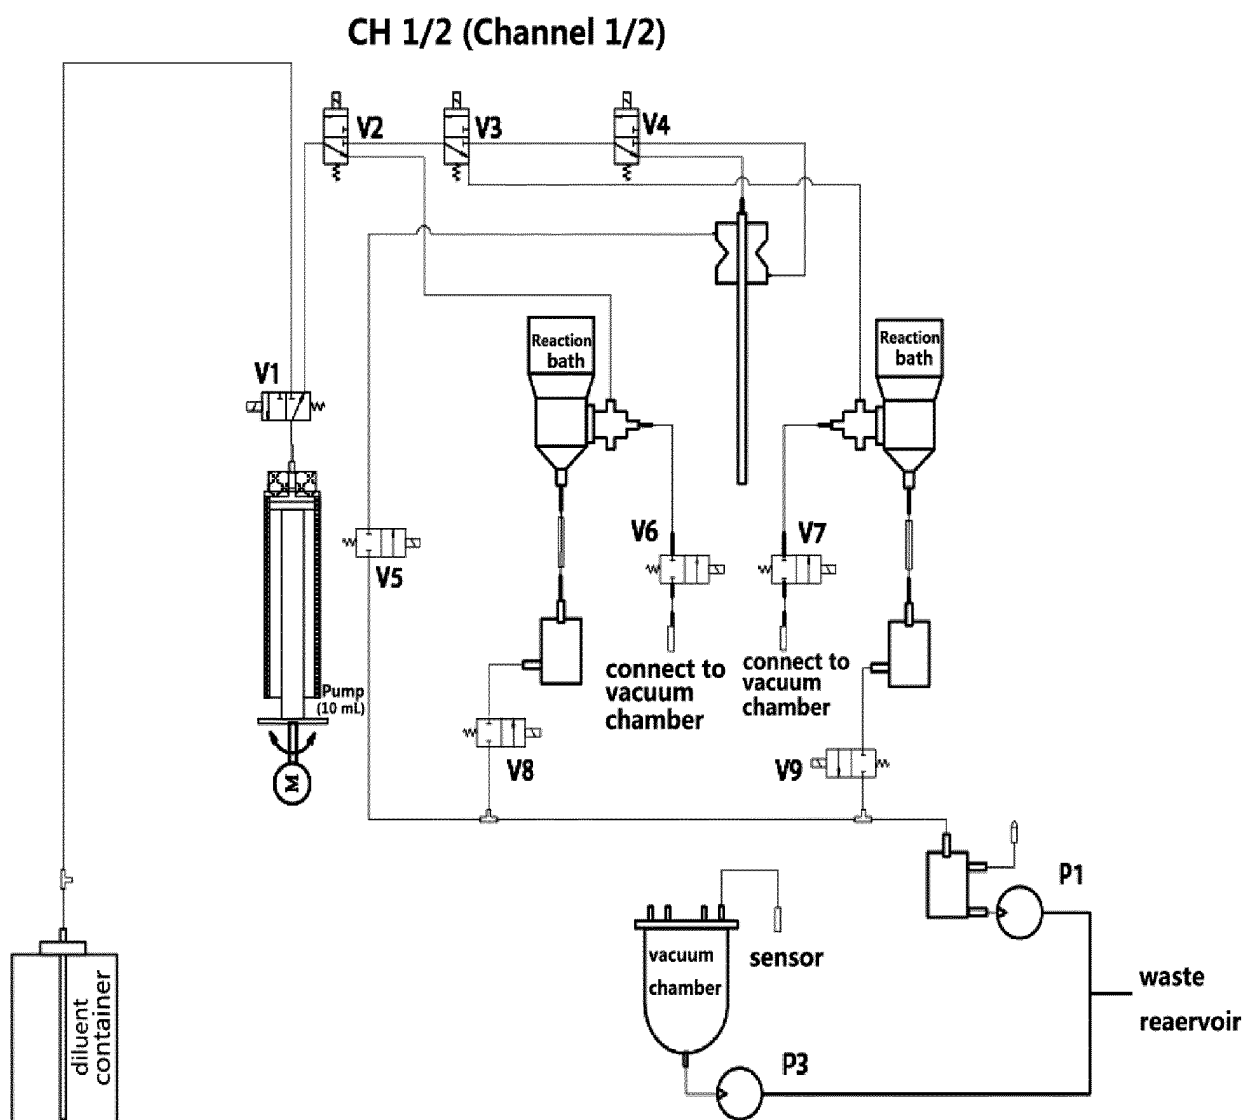 CH 1/2 (Channel 1/2)
V2
V3
V4
Reaction
bath
Reaction
bath
V1
V6
V7
V5
connect to
vacuum
chamber
connect to
vacuum
chamber
Pump
(10 mL)
M
V8
V9
P1
vacuum
chamber
sensor
waste
reaervoir
diluent
container
P3